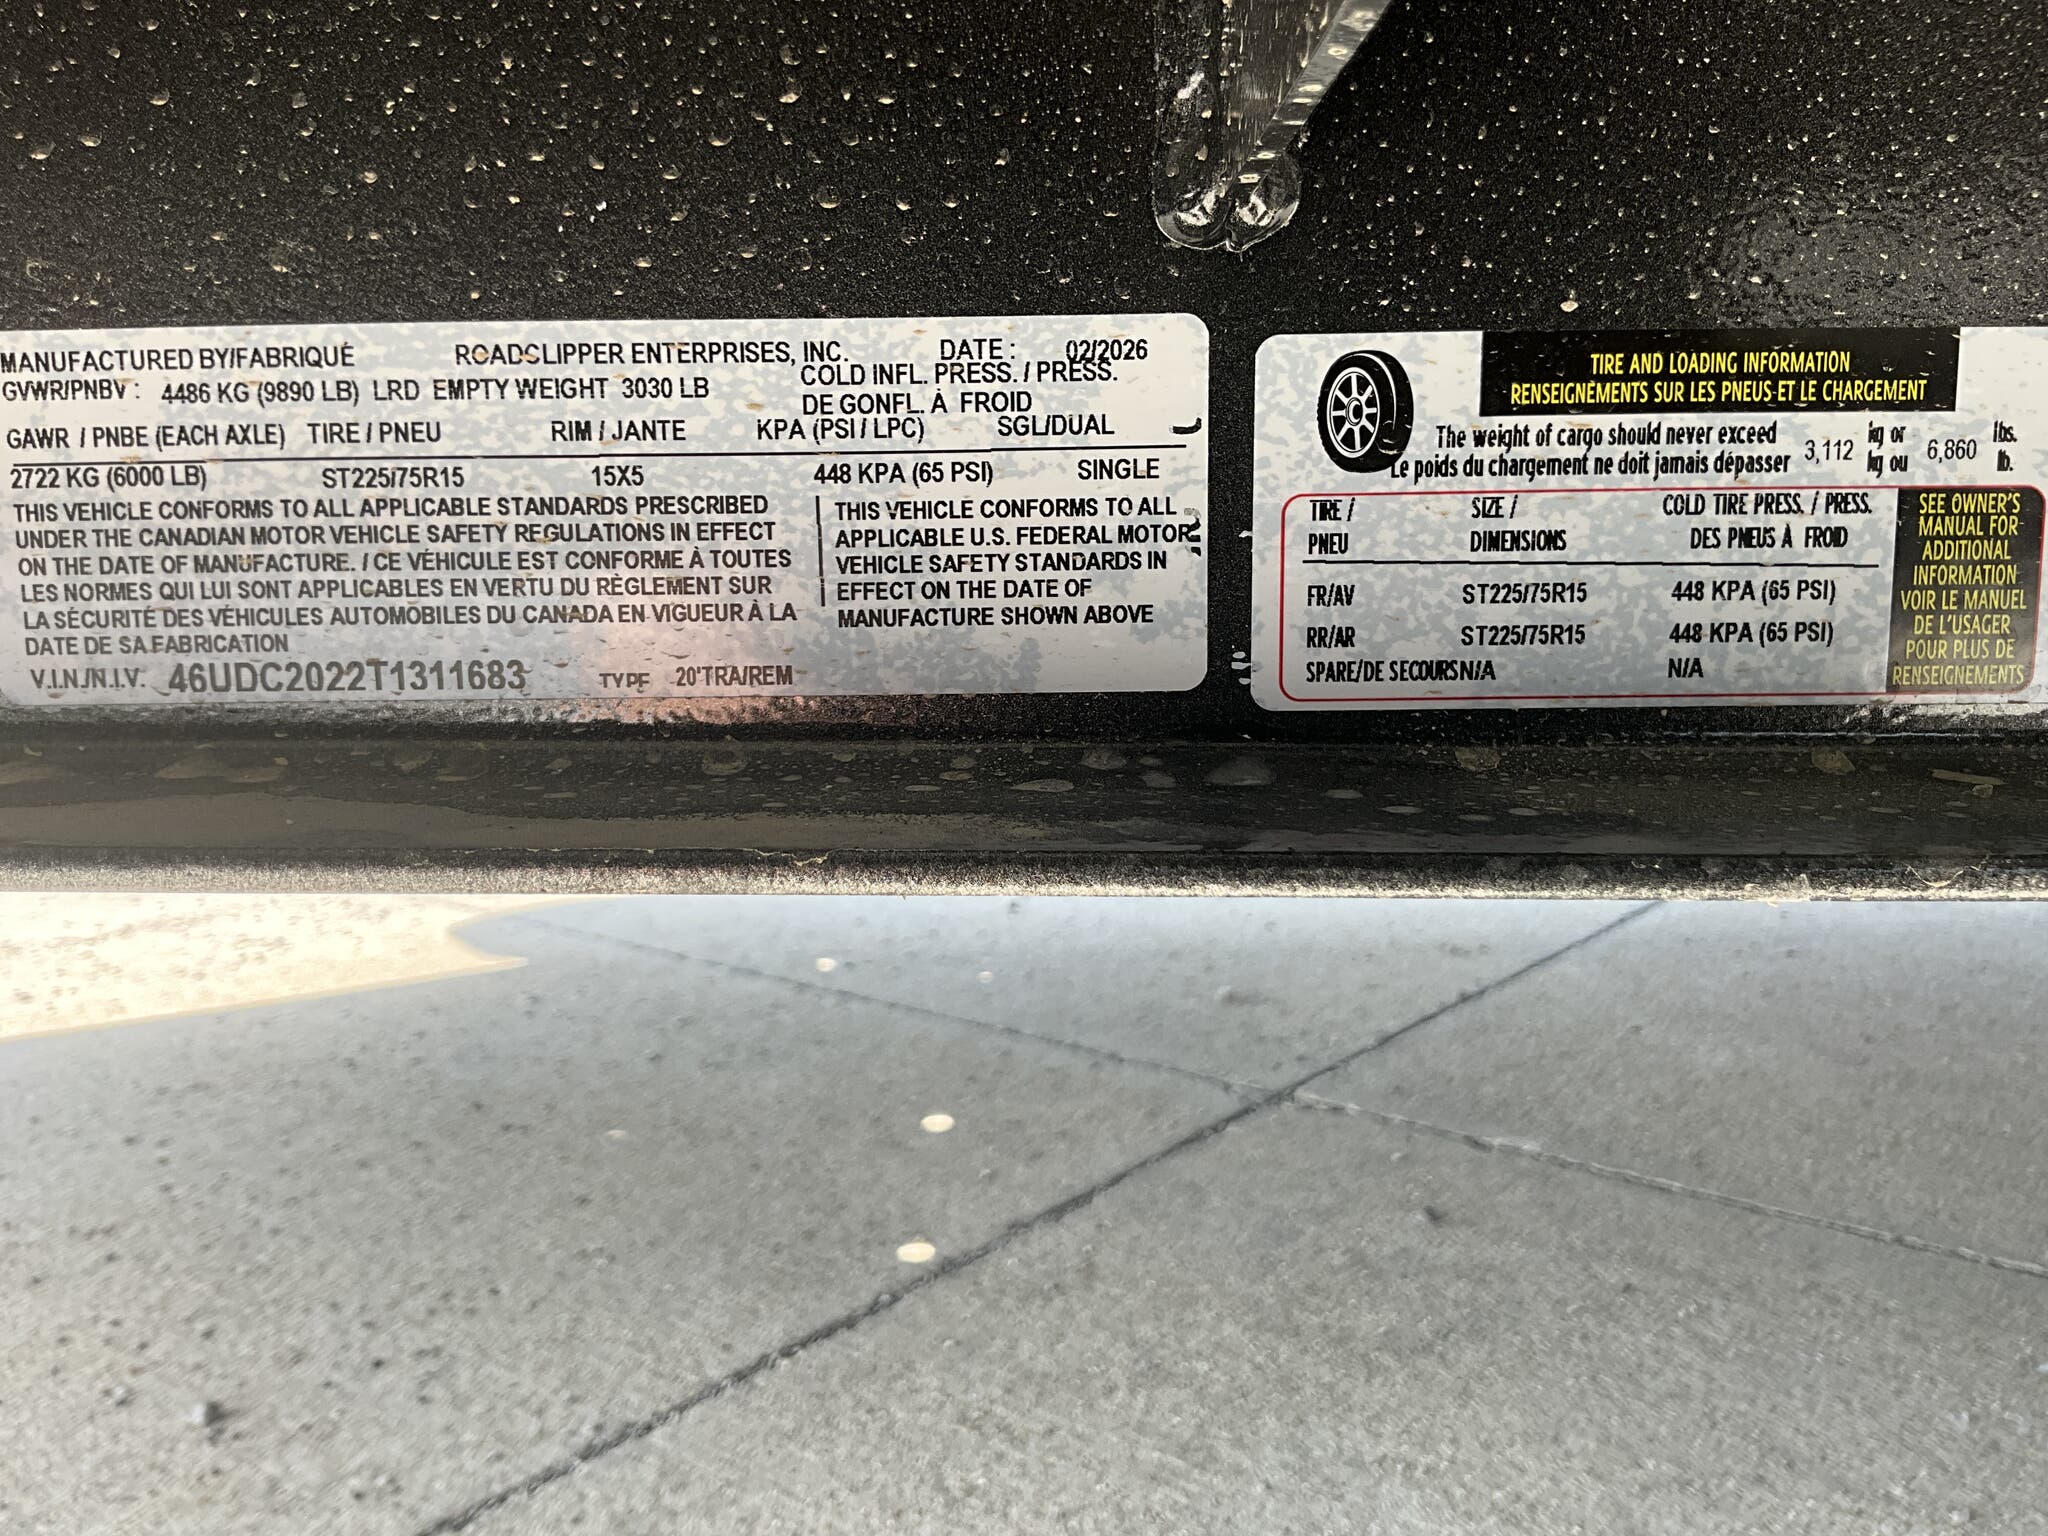 MANUFACTURED BY/FABRIQUÉ ROADCLIPPER ENTERPRISES, INC. DATE : 02/2026
GVWR/PNBV : 4486 KG (9890 LB) LRD EMPTY WEIGHT 3030 LB
COLD INFL. PRESS. / PRESS.
DE GONFL. À FROID
GAWR / PNBE (EACH AXLE) TIRE / PNEU RIM / JANTE KPA (PSI / LPC) SGL/DUAL
2722 KG (6000 LB) ST225/75R15 15X5 448 KPA (65 PSI) SINGLE
THIS VEHICLE CONFORMS TO ALL APPLICABLE STANDARDS PRESCRIBED
UNDER THE CANADIAN MOTOR VEHICLE SAFETY REGULATIONS IN EFFECT
ON THE DATE OF MANUFACTURE. / CE VÉHICULE EST CONFORME À TOUTES
LES NORMES QUI LUI SONT APPLICABLES EN VERTU DU RÈGLEMENT SUR
LA SÉCURITÉ DES VÉHICULES AUTOMOBILES DU CANADA EN VIGUEUR À LA
DATE DE SA FABRICATION
THIS VEHICLE CONFORMS TO ALL
APPLICABLE U.S. FEDERAL MOTOR
VEHICLE SAFETY STANDARDS IN
EFFECT ON THE DATE OF
MANUFACTURE SHOWN ABOVE
V.I.N./N.I.V. 46UDC2022T1311683 TYPE 20'TRA/REM
TIRE AND LOADING INFORMATION
RENSEIGNEMENTS SUR LES PNEUS ET LE CHARGEMENT
The weight of cargo should never exceed
Le poids du chargement ne doit jamais dépasser
3,112 kg or 6,860 lbs.
kg ou lb.
TIRE / SIZE / COLD TIRE PRESS. / PRESS.
PNEU DIMENSIONS DES PNEUS À FROID
FR/AV ST225/75R15 448 KPA (65 PSI)
RR/AR ST225/75R15 448 KPA (65 PSI)
SPARE/DE SECOURS N/A N/A
SEE OWNER'S
MANUAL FOR
ADDITIONAL
INFORMATION
VOIR LE MANUEL
DE L'USAGER
POUR PLUS DE
RENSEIGNEMENTS